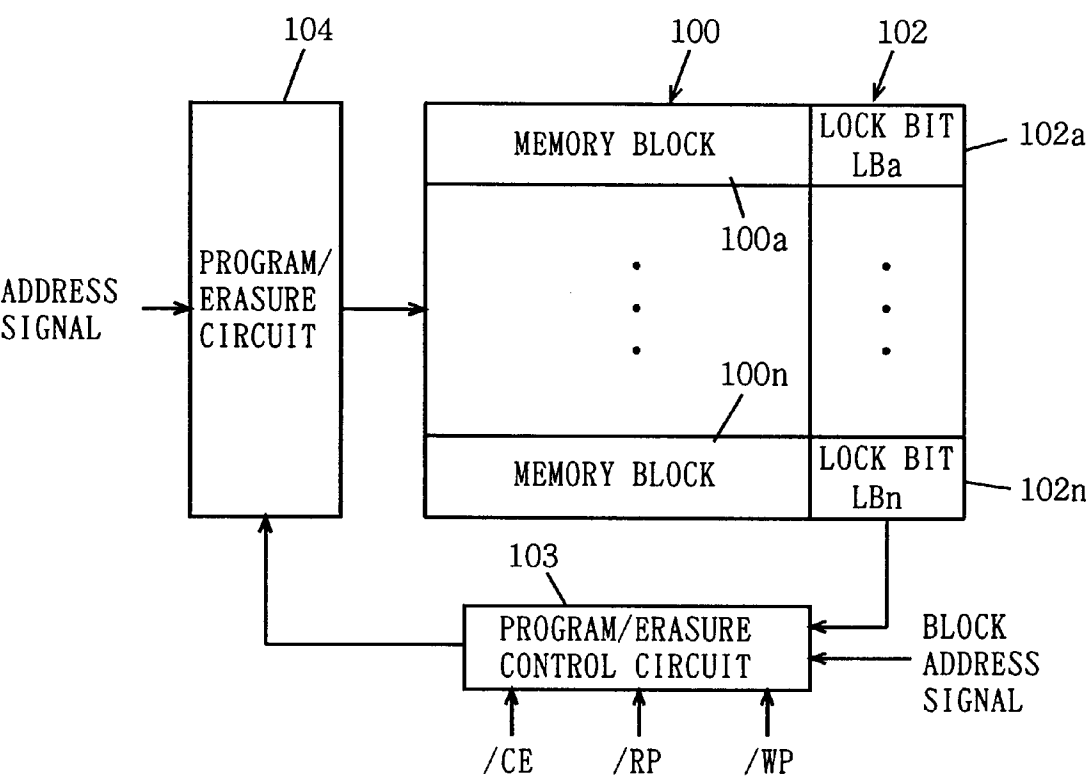 104
100
102
MEMORY BLOCK
LOCK BIT
LBa
102a
100a
PROGRAM/
ERASURE
CIRCUIT
ADDRESS
SIGNAL
100n
MEMORY BLOCK
LOCK BIT
LBn
102n
103
PROGRAM/ERASURE
CONTROL CIRCUIT
BLOCK
ADDRESS
SIGNAL
/CE
/RP
/WP